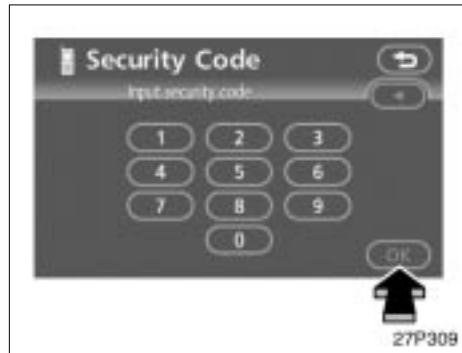 Security Code
Input security code
1 2 3
4 5 6
7 8 9
0
OK
27P309